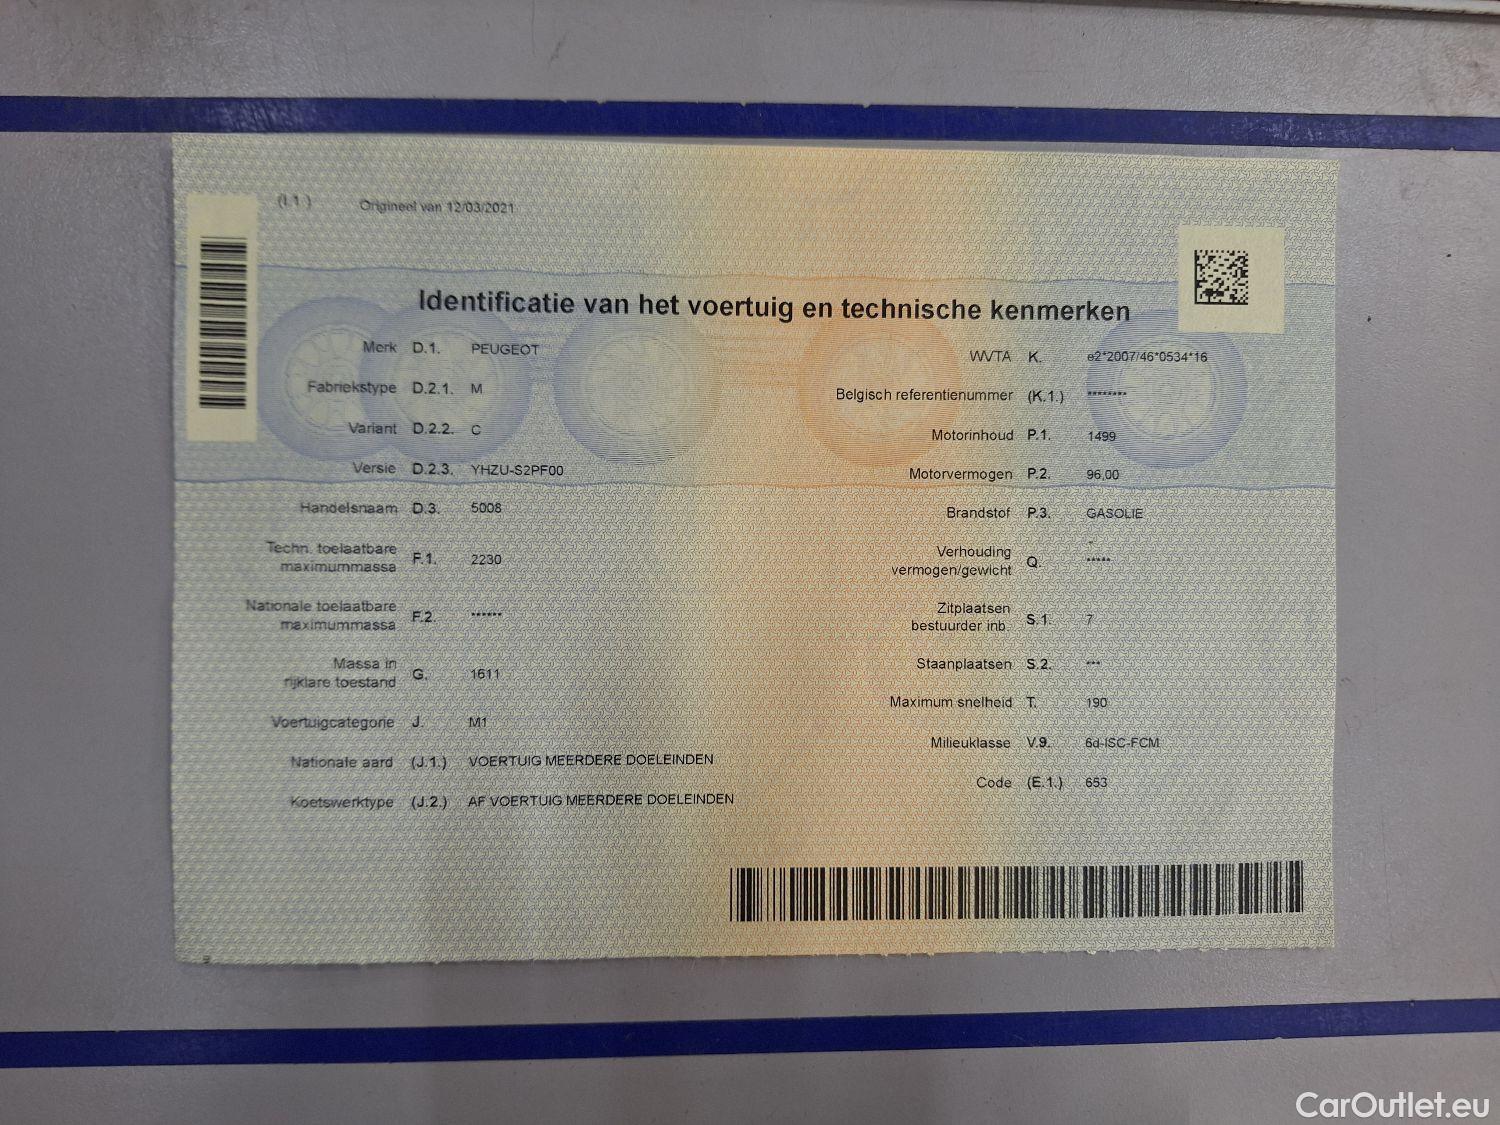 (I.1.) Origineel van 12/03/2021
Identificatie van het voertuig en technische kenmerken
Merk D.1. PEUGEOT
Fabriekstype D.2.1. M
Variant D.2.2. C
Versie D.2.3. YHZU-S2PF00
Handelsnaam D.3. 5008
Techn. toelaatbare
maximummassa F.1. 2230
Nationale toelaatbare
maximummassa F.2. ******
Massa in
rijklare toestand G. 1611
Voertuigcategorie J. M1
Nationale aard (J.1.) VOERTUIG MEERDERE DOELEINDEN
Koetswerktype (J.2.) AF VOERTUIG MEERDERE DOELEINDEN
WVTA K. e2*2007/46*0534*16
Belgisch referentienummer (K.1.) ********
Motorinhoud P.1. 1499
Motorvermogen P.2. 96,00
Brandstof P.3. GASOLIE
Verhouding
vermogen/gewicht Q. *****
Zitplaatsen
bestuurder inb. S.1. 7
Staanplaatsen S.2. ***
Maximum snelheid T. 190
Milieuklasse V.9. 6d-ISC-FCM
Code (E.1.) 653
CarOutlet.eu